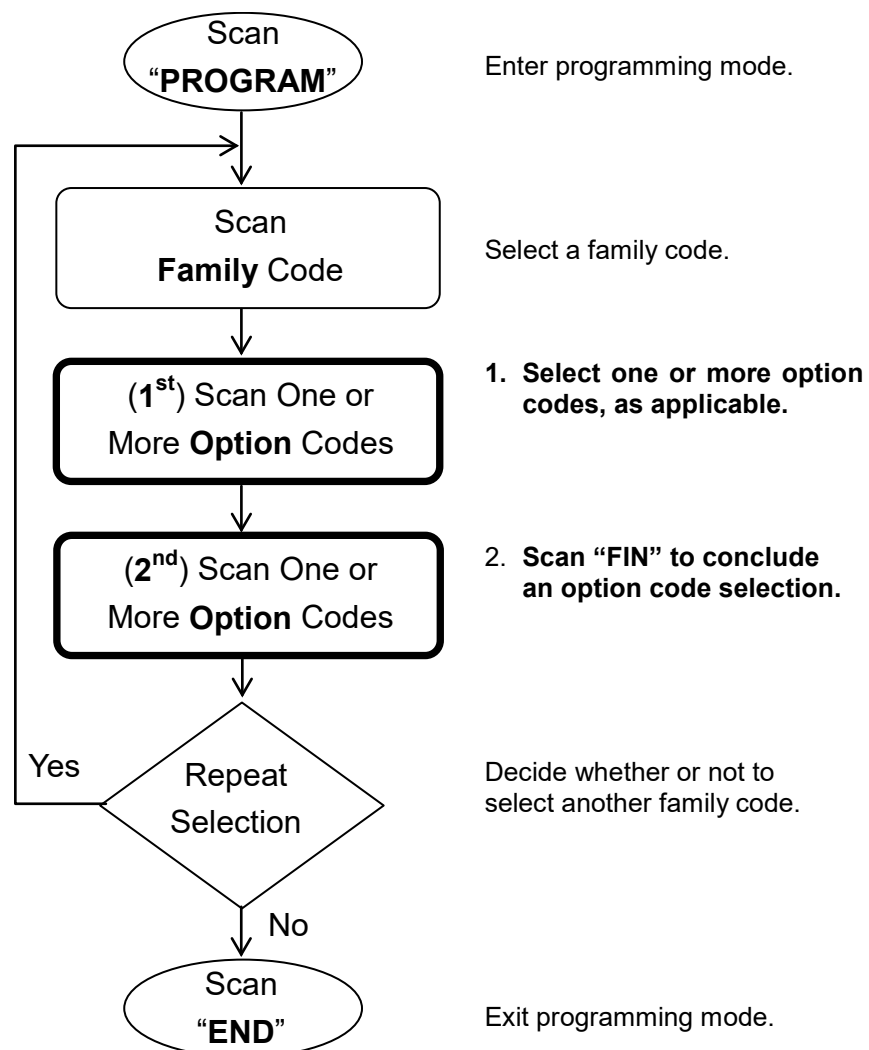 Scan
“PROGRAM”
Enter programming mode.
Scan
Family Code
Select a family code.
(1st) Scan One or
More Option Codes
1. Select one or more option
codes, as applicable.
(2nd) Scan One or
More Option Codes
2. Scan “FIN” to conclude
an option code selection.
Yes
Repeat
Selection
Decide whether or not to
select another family code.
No
Scan
“END”
Exit programming mode.